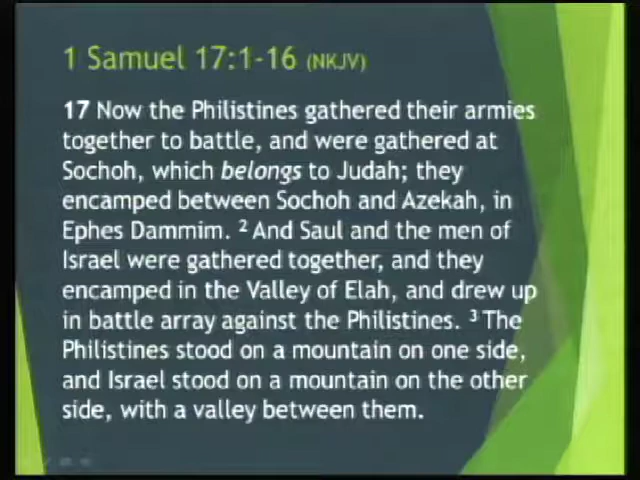 1 Samuel 17:1-16 (NKJV)
17 Now the Philistines gathered their armies
together to battle, and were gathered at
Sochoh, which belongs to Judah; they
encamped between Sochoh and Azekah, in
Ephes Dammim. 2 And Saul and the men of
Israel were gathered together, and they
encamped in the Valley of Elah, and drew up
in battle array against the Philistines. 3 The
Philistines stood on a mountain on one side,
and Israel stood on a mountain on the other
side, with a valley between them.